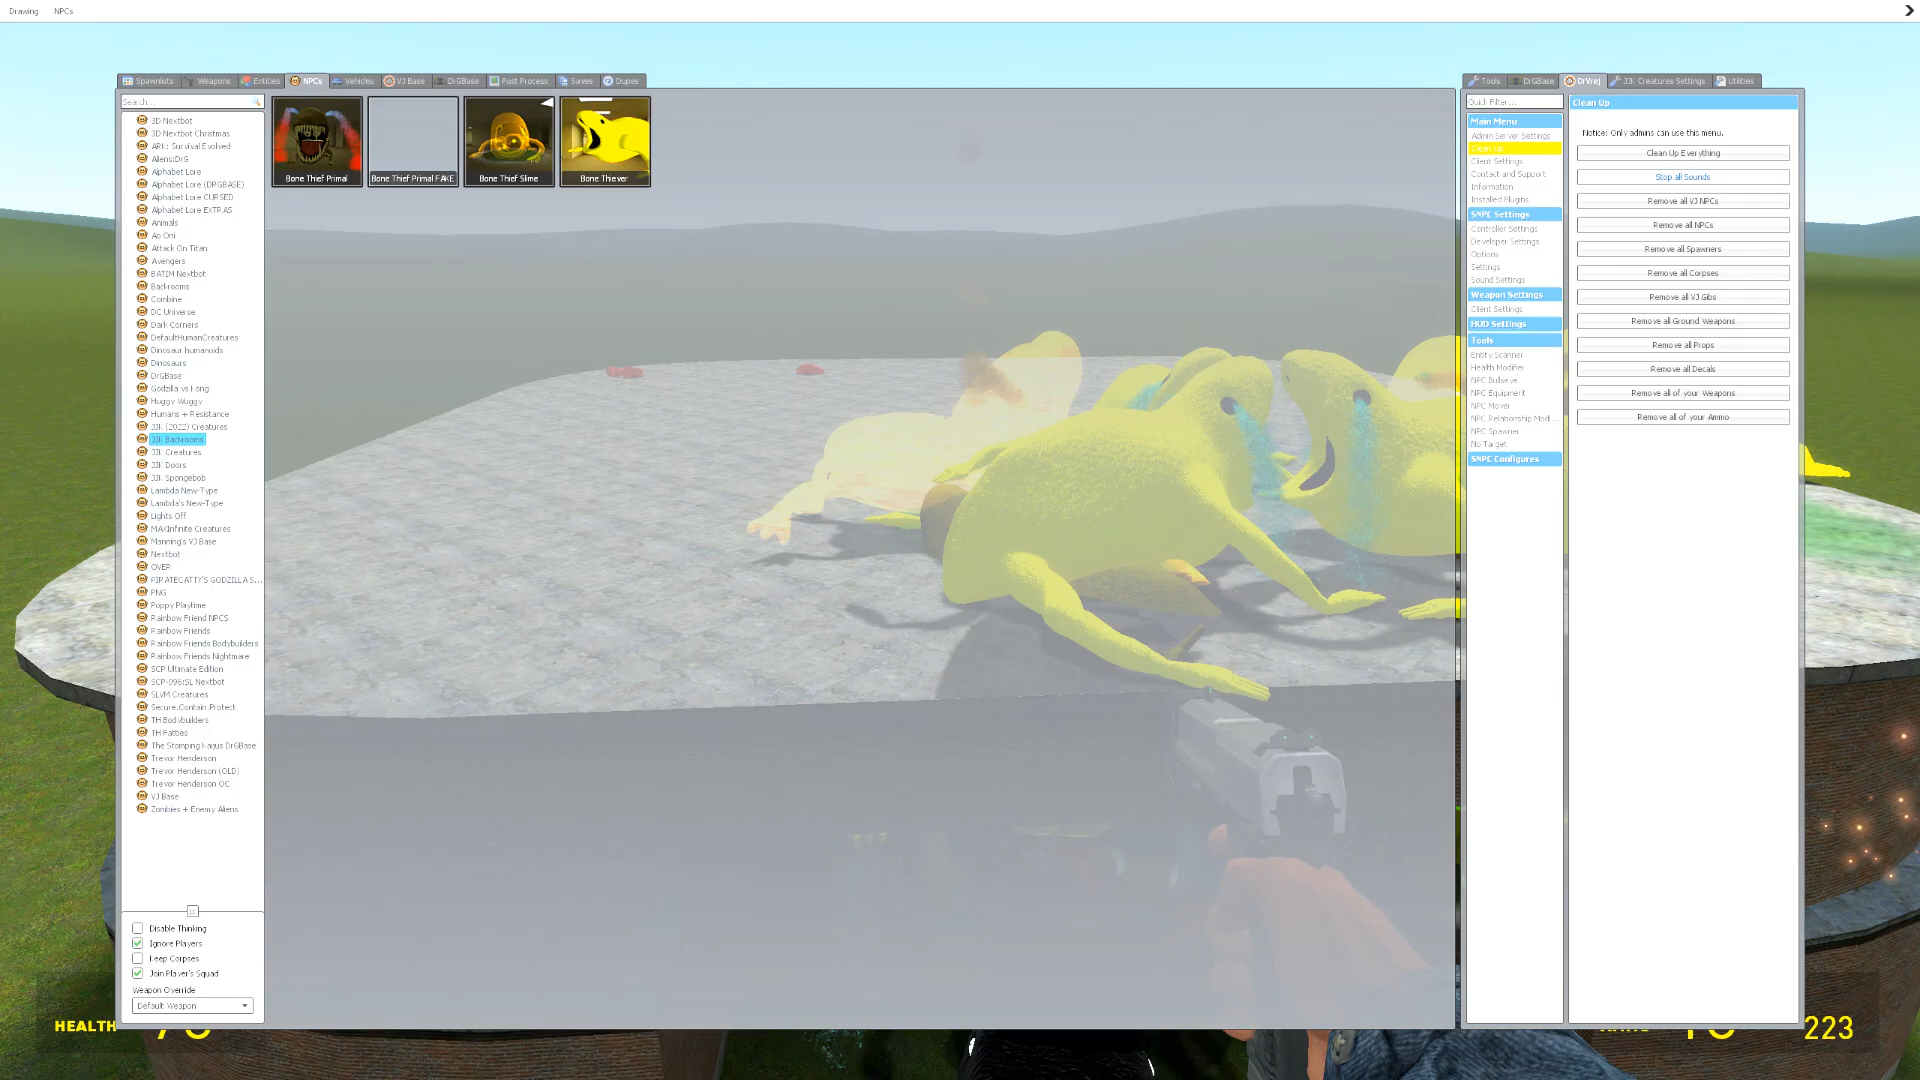 Drawing NPCs
Spawnlists Weapons Entities NPCs Vehicles VJ Base DrGBase Post Process Saves Dupes
Search...
3D Nextbot
3D Nextbot Christmas
ARK: Survival Evolved
Aliens:DrG
Alphabet Lore
Alphabet Lore (DRGBASE)
Alphabet Lore CURSED
Alphabet Lore EXTRAS
Animals
Ao Oni
Attack On Titan
Avengers
BATIM Nextbot
Backrooms
Combine
DC Universe
Dark Corners
DefaultHumanCreatures
Dinosaur humanoids
Dinosaurs
DrGBase
Godzilla vs Kong
Huggy Wuggy
Humans + Resistance
JJK (2022) Creatures
JJK Backrooms
JJK Creatures
JJK Doors
JJK Spongebob
Lambda New-Type
Lambda's New-Type
Lights Off
MAXInfinite Creatures
Manning's VJ Base
Nextbot
OVER
PIRATECATTY'S GODZILLA S...
PNG
Poppy Playtime
Rainbow Friend NPCS
Rainbow Friends
Rainbow Friends Bodybuilders
Rainbow Friends Nightmare
SCP Ultimate Edition
SCP-096:SL Nextbot
SLVM Creatures
Secure.Contain.Protect
TH Bodybuilders
TH Fatties
The Stomping Kaijus DrGBase
Trevor Henderson
Trevor Henderson (OLD)
Trevor Henderson OC
VJ Base
Zombies + Enemy Aliens
Disable Thinking
Ignore Players
Keep Corpses
Join Player's Squad
Weapon Override
Default Weapon
Bone Thief Primal
Bone Thief Primal FAKE
Bone Thief Slime
Bone Thiever
Tools DrGBase DrVrej JJK Creatures Settings Utilities
Quick Filter...
Main Menu
Admin Server Settings
Clean Up
Client Settings
Contact and Support
Information
Installed Plugins
SNPC Settings
Controller Settings
Developer Settings
Options
Settings
Sound Settings
Weapon Settings
Client Settings
HUD Settings
Tools
Entity Scanner
Health Modifier
NPC Bullseye
NPC Equipment
NPC Mover
NPC Relationship Modi...
NPC Spawner
No Target
SNPC Configures
Clean Up
Notice: Only admins can use this menu.
Clean Up Everything
Stop all Sounds
Remove all VJ NPCs
Remove all NPCs
Remove all Spawners
Remove all Corpses
Remove all VJ Gibs
Remove all Ground Weapons
Remove all Props
Remove all Decals
Remove all of your Weapons
Remove all of your Ammo
HEALTH
223